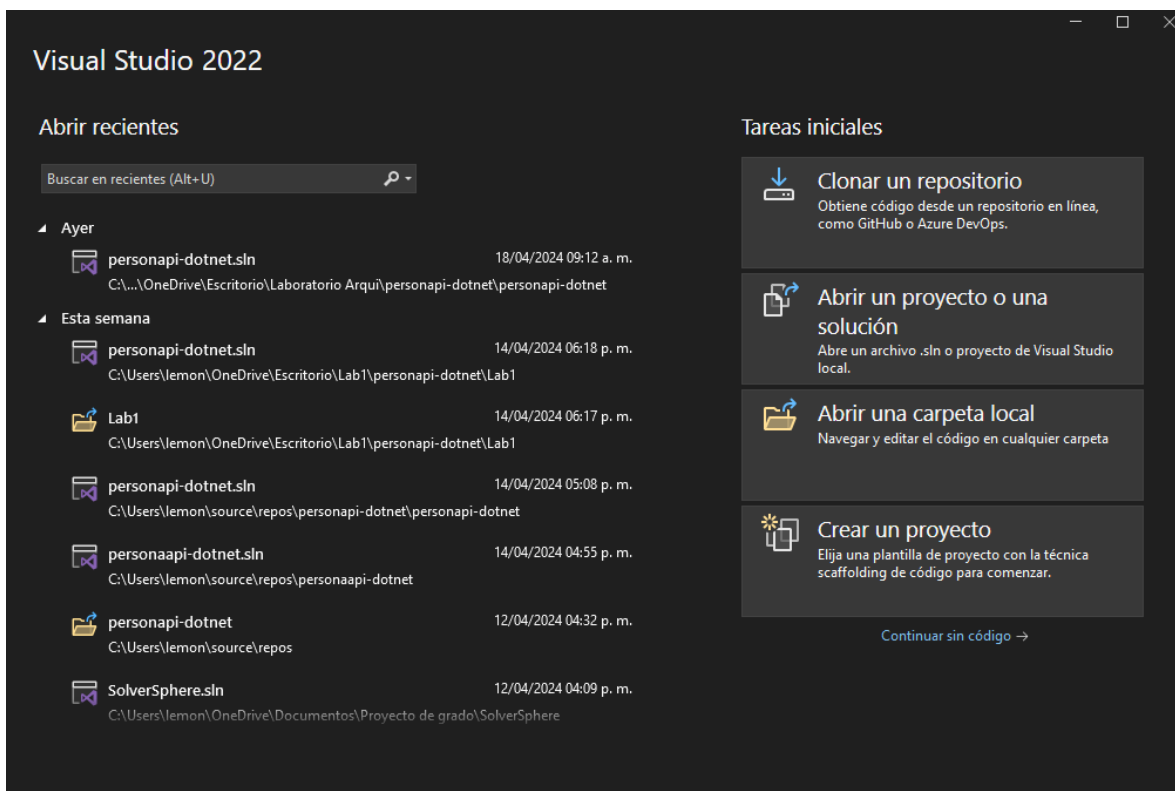 Visual Studio 2022
Abrir recientes
Buscar en recientes (Alt+U)
Ayer
personapi-dotnet.sln 18/04/2024 09:12 a. m.
C:\...\OneDrive\Escritorio\Laboratorio Arqui\personapi-dotnet\personapi-dotnet
Esta semana
personapi-dotnet.sln 14/04/2024 06:18 p. m.
C:\Users\lemon\OneDrive\Escritorio\Lab1\personapi-dotnet\Lab1
Lab1 14/04/2024 06:17 p. m.
C:\Users\lemon\OneDrive\Escritorio\Lab1\personapi-dotnet\Lab1
personapi-dotnet.sln 14/04/2024 05:08 p. m.
C:\Users\lemon\source\repos\personapi-dotnet\personapi-dotnet
personaapi-dotnet.sln 14/04/2024 04:55 p. m.
C:\Users\lemon\source\repos\personaapi-dotnet
personapi-dotnet 12/04/2024 04:32 p. m.
C:\Users\lemon\source\repos
SolverSphere.sln 12/04/2024 04:09 p. m.
C:\Users\lemon\OneDrive\Documentos\Proyecto de grado\SolverSphere
Tareas iniciales
Clonar un repositorio
Obtiene código desde un repositorio en línea,
como GitHub o Azure DevOps.
Abrir un proyecto o una
solución
Abre un archivo .sln o proyecto de Visual Studio
local.
Abrir una carpeta local
Navegar y editar el código en cualquier carpeta
Crear un proyecto
Elija una plantilla de proyecto con la técnica
scaffolding de código para comenzar.
Continuar sin código →